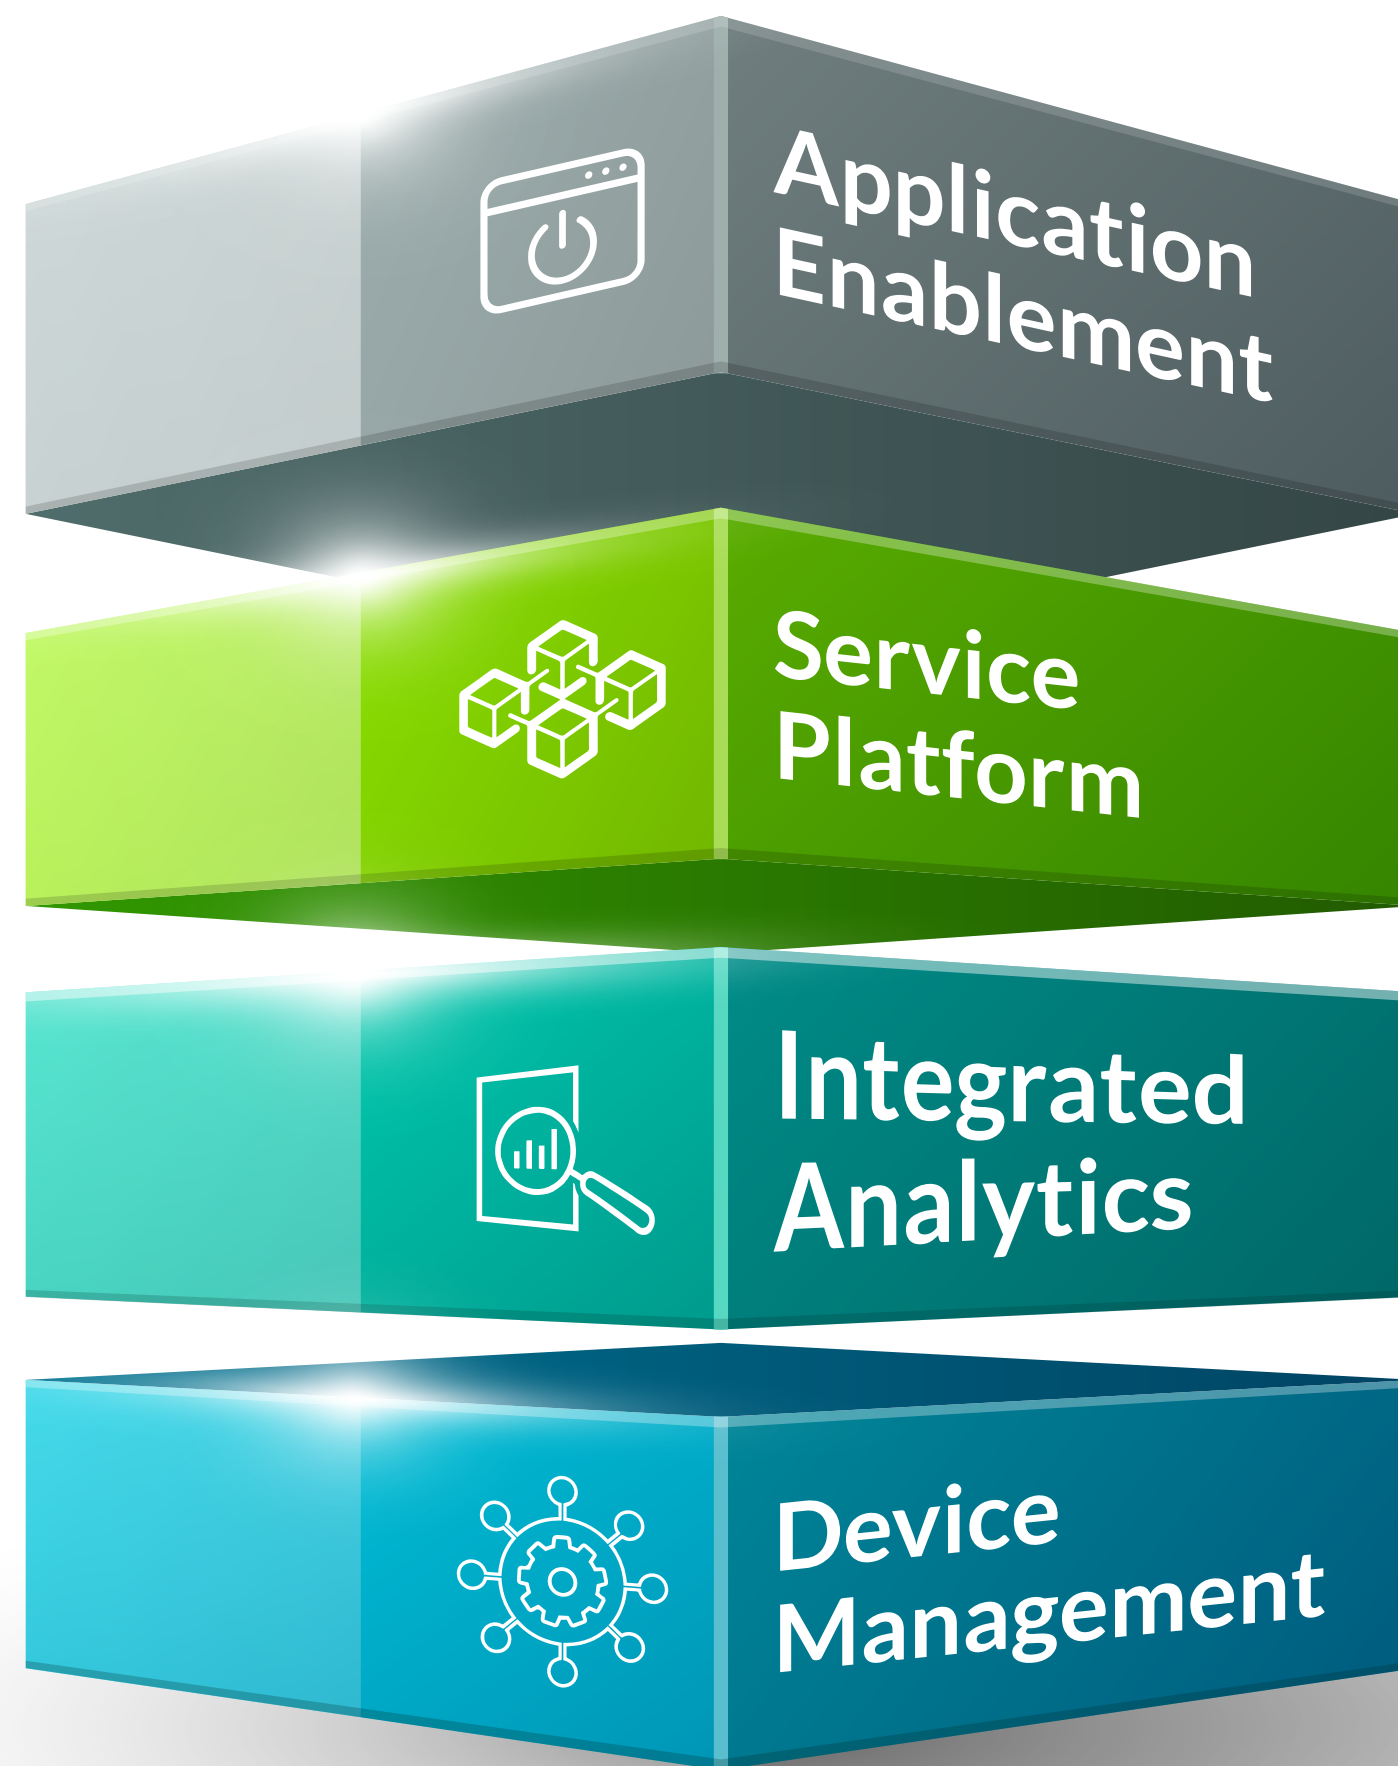 Application
Enablement
Service
Platform
Integrated
Analytics
Device
Management